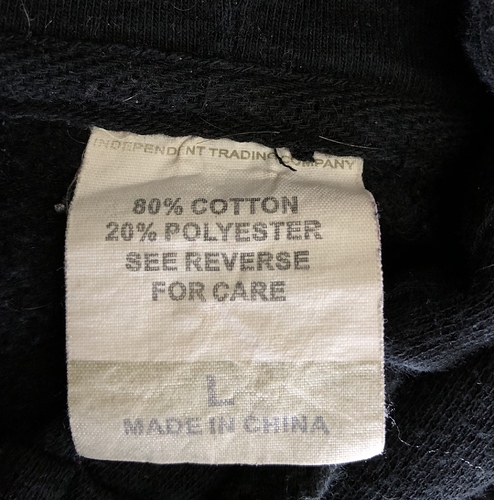 INDEPENDENT TRADING COMPANY
80% COTTON
20% POLYESTER
SEE REVERSE
FOR CARE
L
MADE IN CHINA